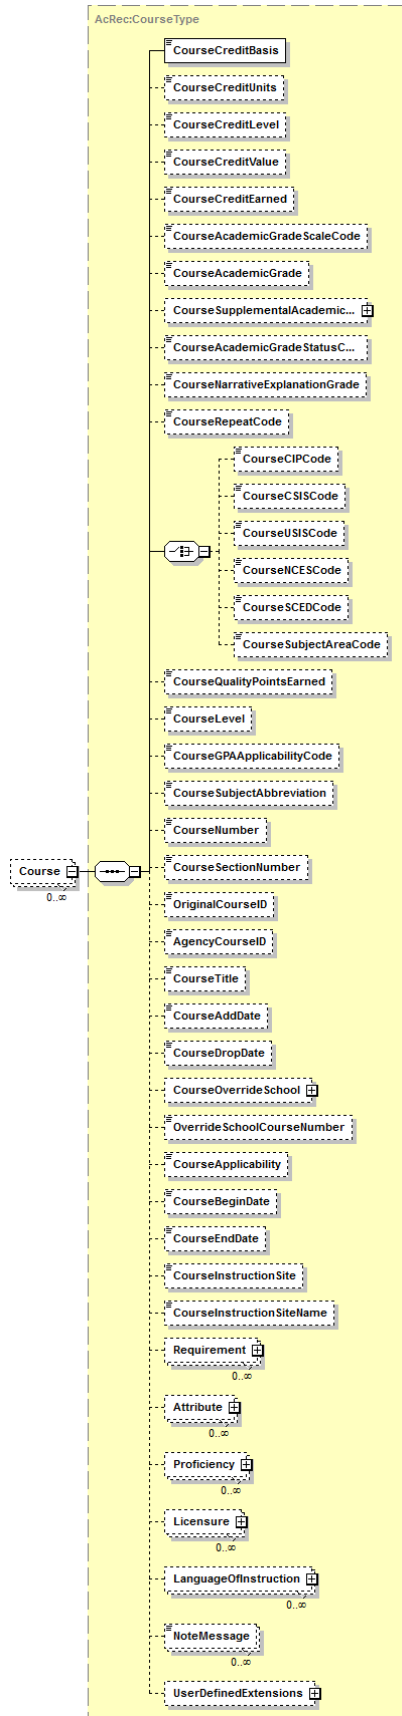 AcRec:CourseType
CourseCreditBasis
CourseCreditUnits
CourseCreditLevel
CourseCreditValue
CourseCreditEarned
CourseAcademicGradeScaleCode
CourseAcademicGrade
CourseSupplementalAcademic...
CourseAcademicGradeStatusC...
CourseNarrativeExplanationGrade
CourseRepeatCode
CourseCIPCode
CourseCSISCode
CourseUSISCode
CourseNCESCode
CourseSCEDCode
CourseSubjectAreaCode
CourseQualityPointsEarned
CourseLevel
CourseGPAApplicabilityCode
CourseSubjectAbbreviation
CourseNumber
CourseSectionNumber
Course
0..∞
OriginalCourseID
AgencyCourseID
CourseTitle
CourseAddDate
CourseDropDate
CourseOverrideSchool
OverrideSchoolCourseNumber
CourseApplicability
CourseBeginDate
CourseEndDate
CourseInstructionSite
CourseInstructionSiteName
Requirement
0..∞
Attribute
0..∞
Proficiency
0..∞
Licensure
0..∞
LanguageOfInstruction
0..∞
NoteMessage
0..∞
UserDefinedExtensions